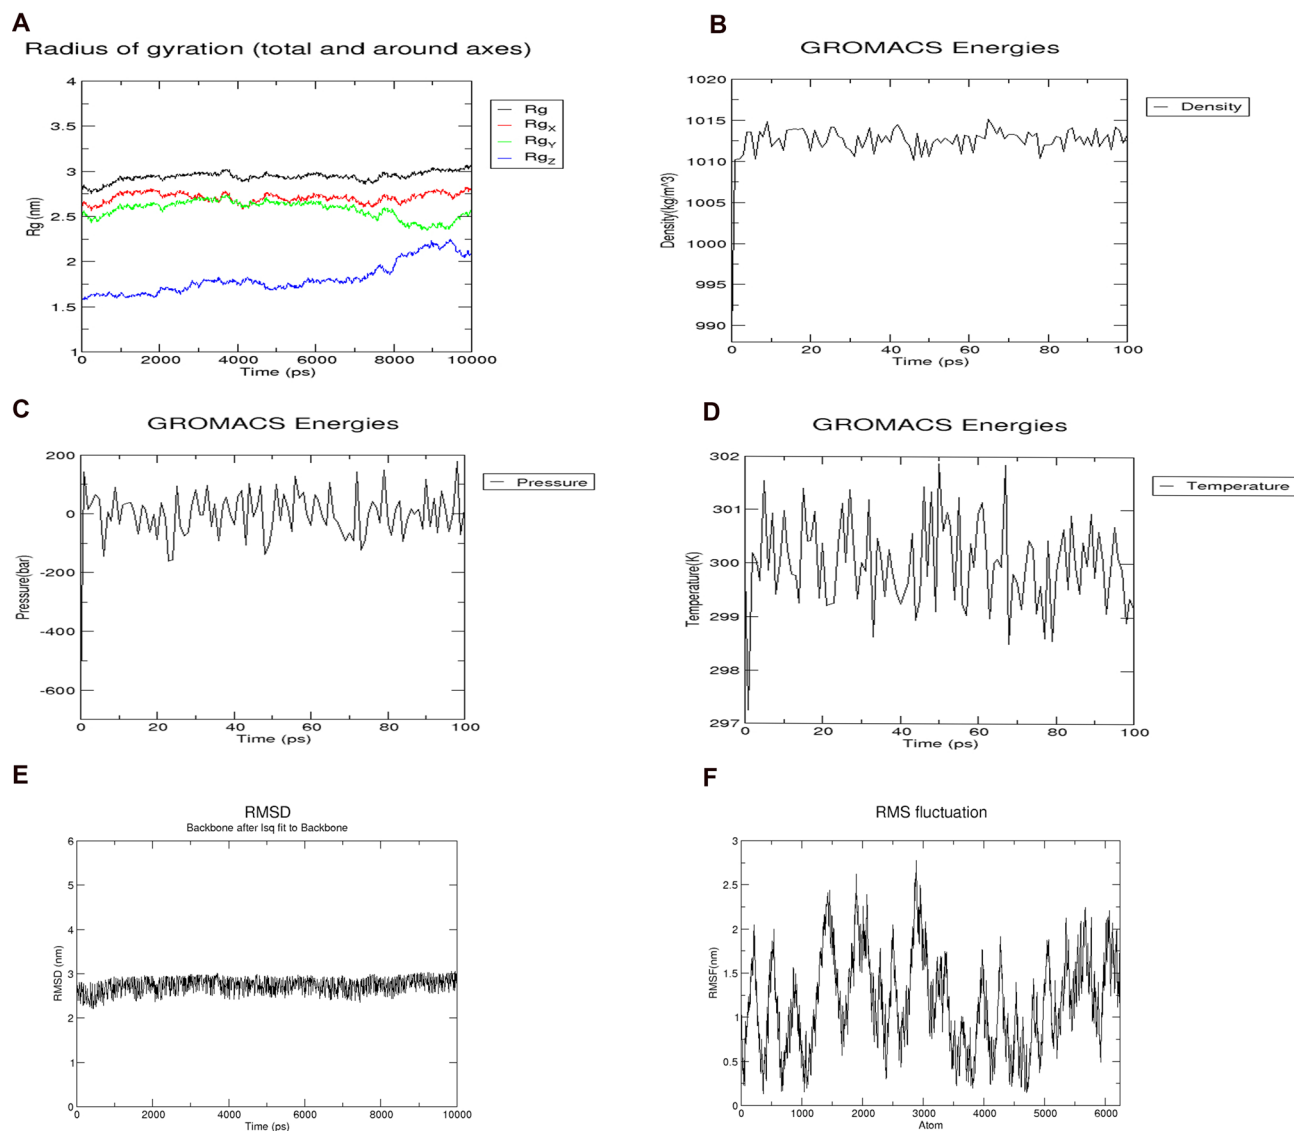 A
Radius of gyration (total and around axes)
4
3.5
3
2.5
2
1.5
1
Rg (nm)
0
2000
4000
6000
8000
10000
Time (ps)
Rg
RgX
RgY
RgZ
B
GROMACS Energies
1020
1015
1010
1005
1000
995
990
Density(kg/m^3)
0
20
40
60
80
100
Time (ps)
Density
C
GROMACS Energies
200
0
-200
-400
-600
Pressure(bar)
0
20
40
60
80
100
Time (ps)
Pressure
D
GROMACS Energies
302
301
300
299
298
297
Temperature(K)
0
20
40
60
80
100
Time (ps)
Temperature
E
RMSD
Backbone after lsq fit to Backbone
6
5
4
3
2
1
0
RMSD (nm)
0
2000
4000
6000
8000
10000
Time (ps)
F
RMS fluctuation
3
2.5
2
1.5
1
0.5
0
RMSF(nm)
0
1000
2000
3000
4000
5000
6000
Atom